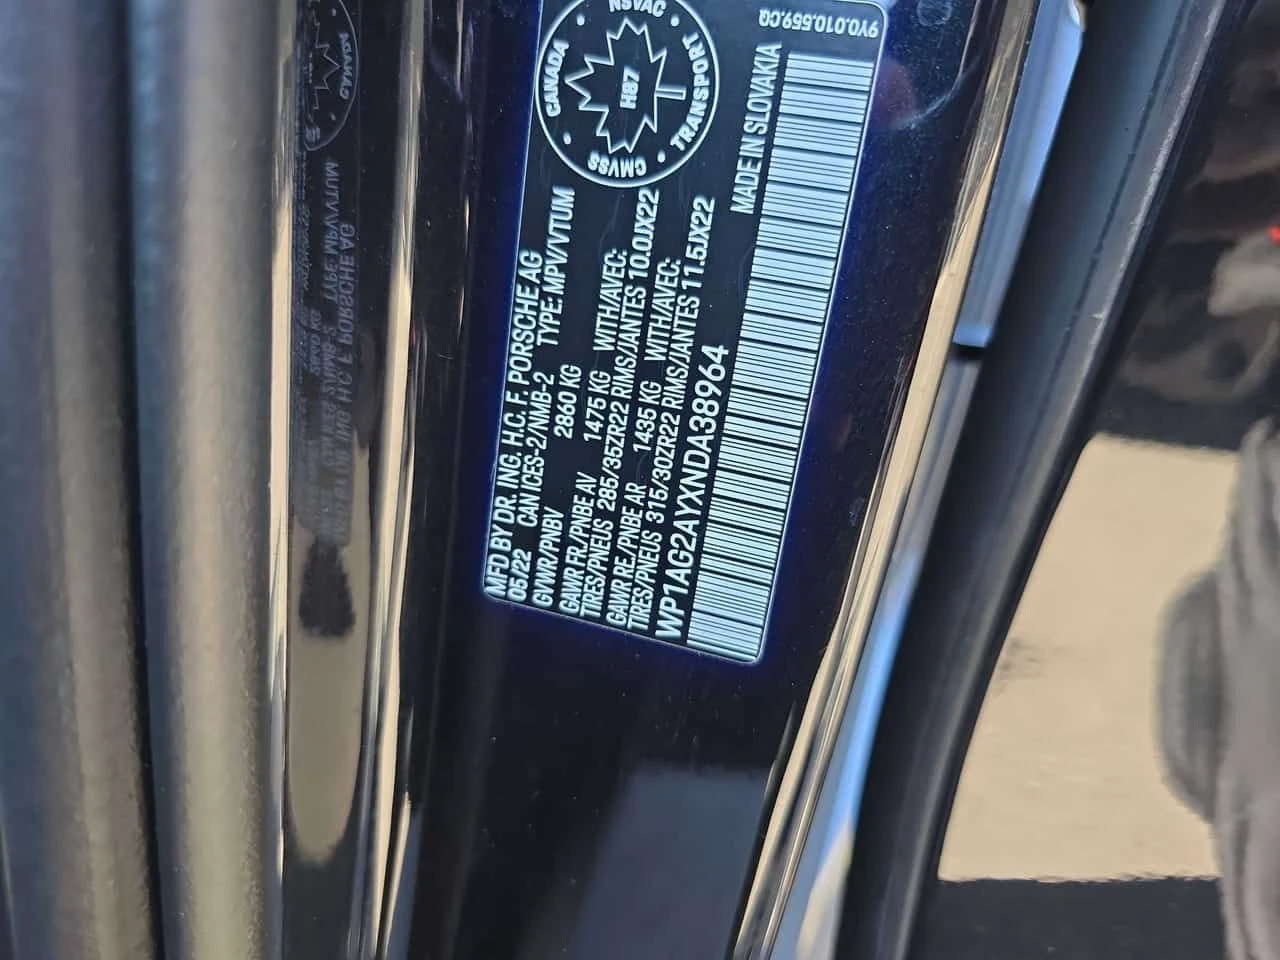 MFD BY DR. ING. H.C. F. PORSCHE AG
05/22 CAN ICES-2/NMB-2 TYPE: MPV/VTUM
GVWR/PNBV 2860 KG
GAWR FR./PNBE AV 1475 KG WITH/AVEC:
TIRES/PNEUS 285/35ZR22 RIMS/JANTES 10.0JX22
GAWR RE./PNBE AR 1435 KG WITH/AVEC:
TIRES/PNEUS 315/30ZR22 RIMS/JANTES 11.5JX22
WP1AG2AYXNDA38964
MADE IN SLOVAKIA
NSVAC
CANADA
H87
TRANSPORT
CMVSS
9Y0.010.559.CQ